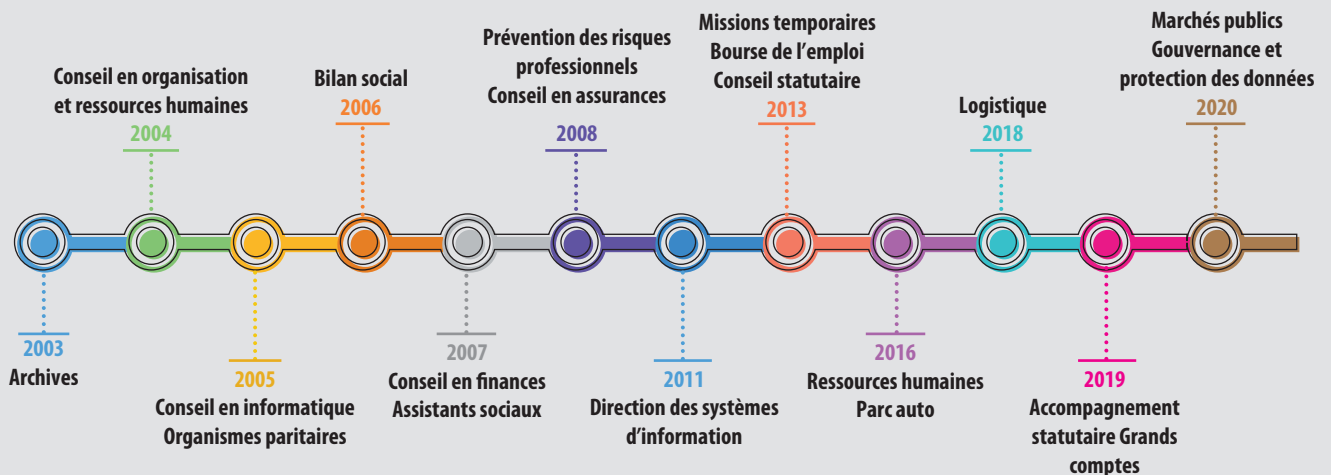 2003
Archives
Conseil en organisation
et ressources humaines
2004
2005
Conseil en informatique
Organismes paritaires
Bilan social
2006
2007
Conseil en finances
Assistants sociaux
Prévention des risques
professionnels
Conseil en assurances
2008
2011
Direction des systèmes
d’information
Missions temporaires
Bourse de l’emploi
Conseil statutaire
2013
2016
Ressources humaines
Parc auto
Logistique
2018
2019
Accompagnement
statutaire Grands
comptes
Marchés publics
Gouvernance et
protection des données
2020